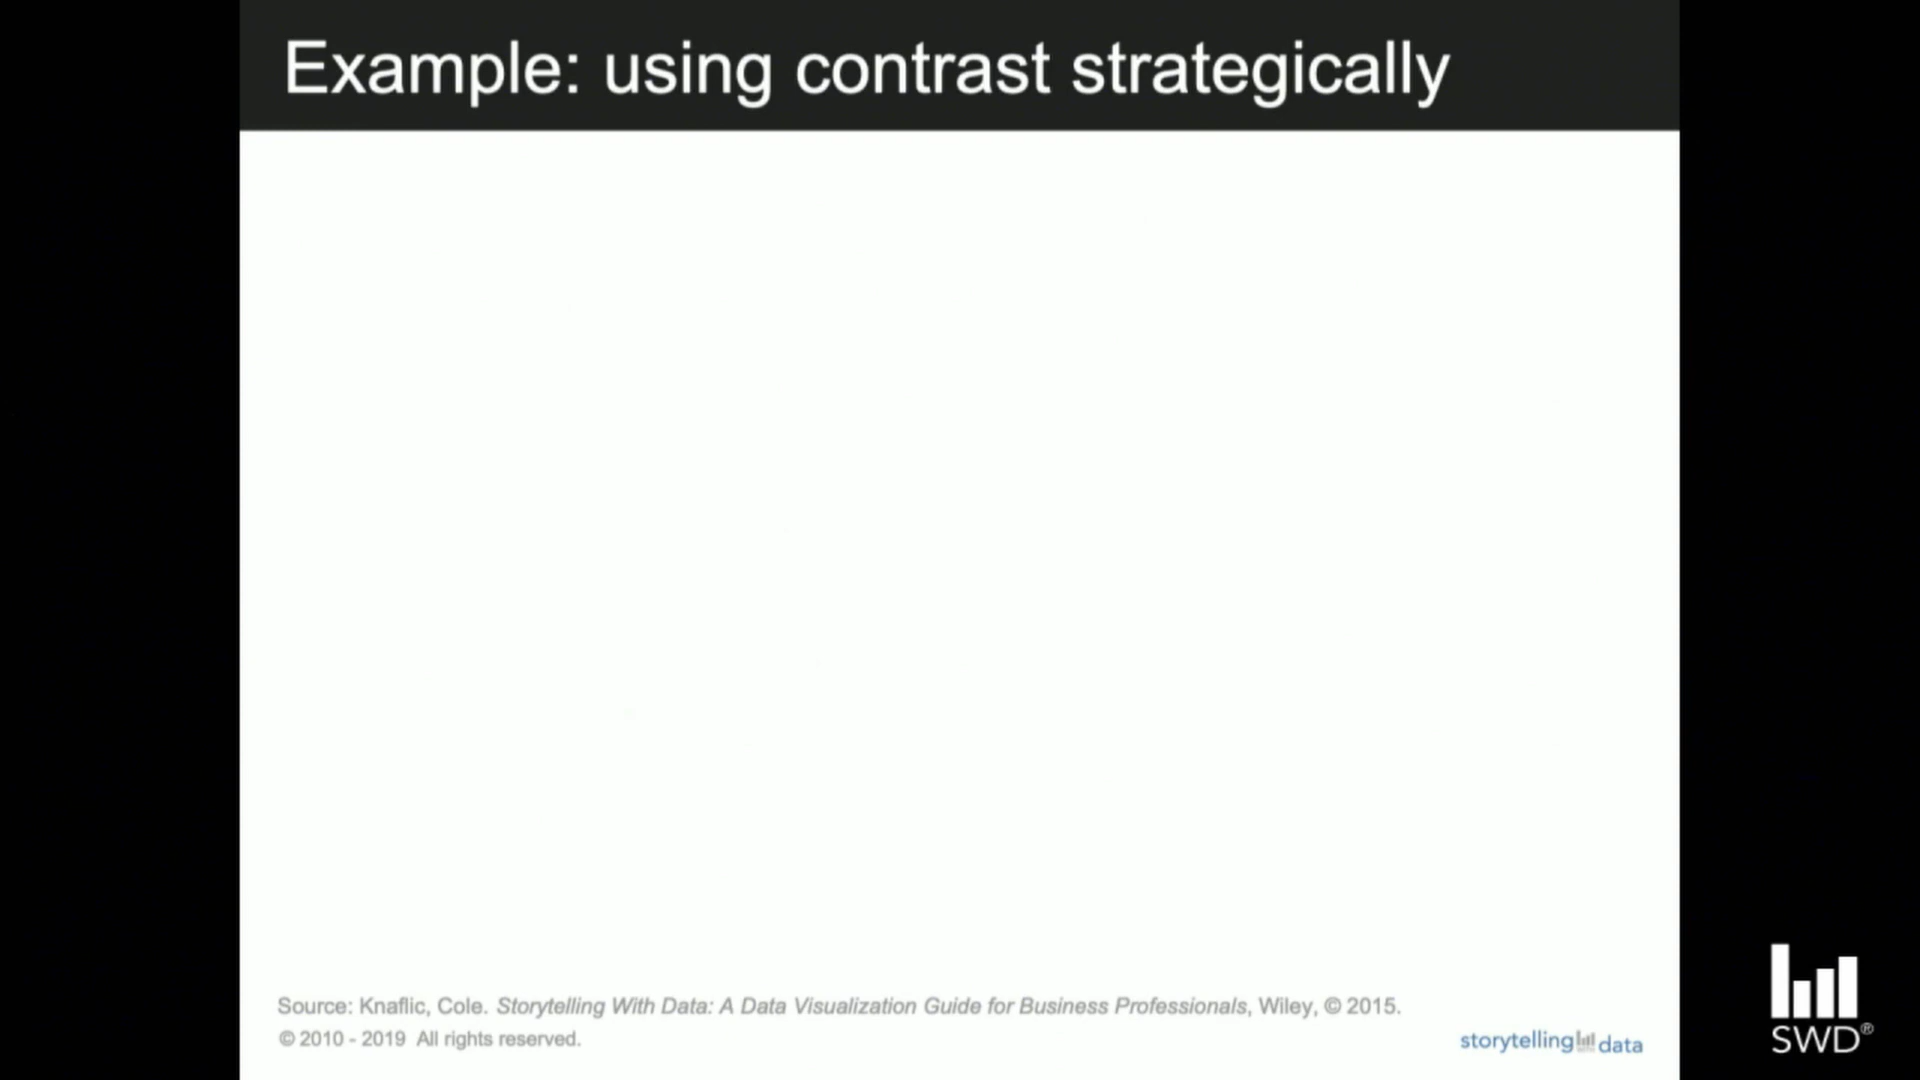 Example: using contrast strategically
Source: Knaflic, Cole. Storytelling With Data: A Data Visualization Guide for Business Professionals, Wiley, © 2015.
© 2010 - 2019 All rights reserved.
storytelling data
SWD®